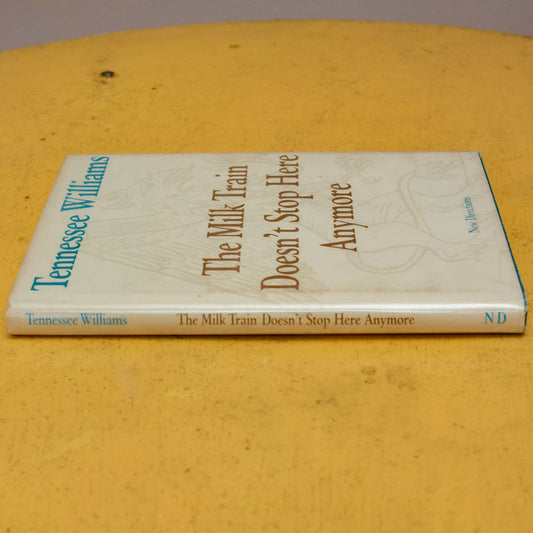 Tennessee Williams
The Milk Train
Doesn't Stop Here
Anymore
New Directions
Tennessee Williams The Milk Train Doesn't Stop Here Anymore N D